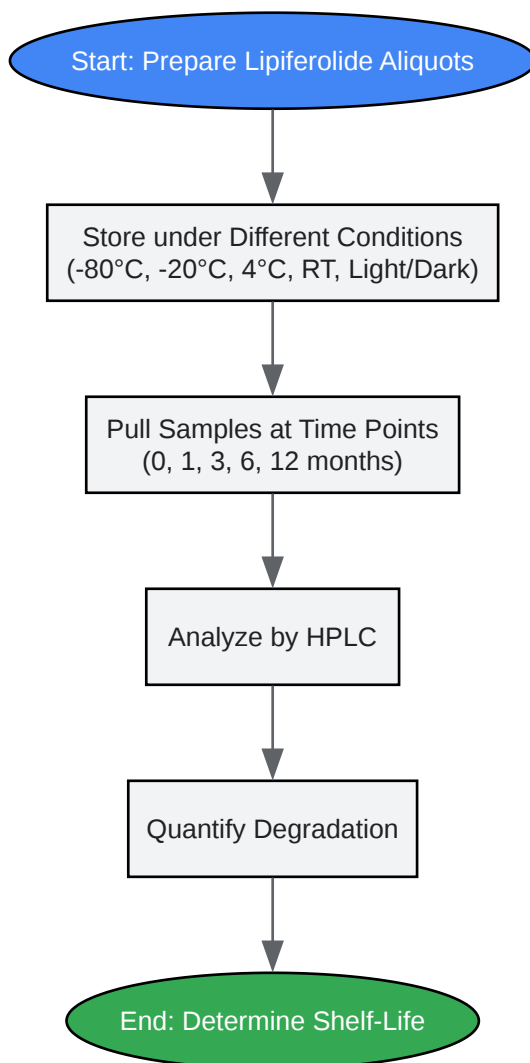 Start: Prepare Lipiferolide Aliquots
Store under Different Conditions
(-80°C, -20°C, 4°C, RT, Light/Dark)
Pull Samples at Time Points
(0, 1, 3, 6, 12 months)
Analyze by HPLC
Quantify Degradation
End: Determine Shelf-Life